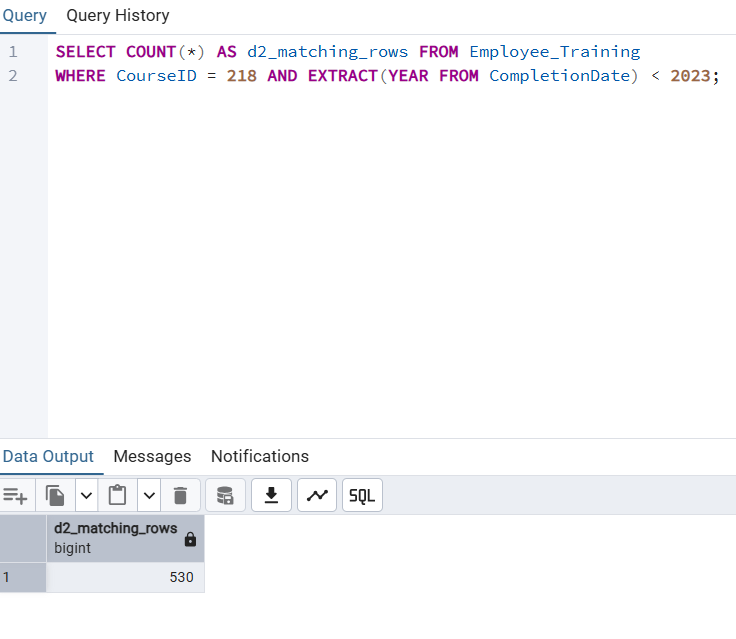 Query Query History
1 SELECT COUNT(*) AS d2_matching_rows FROM Employee_Training
2 WHERE CourseID = 218 AND EXTRACT(YEAR FROM CompletionDate) < 2023;
Data Output Messages Notifications
SQL
d2_matching_rows
bigint
1 530